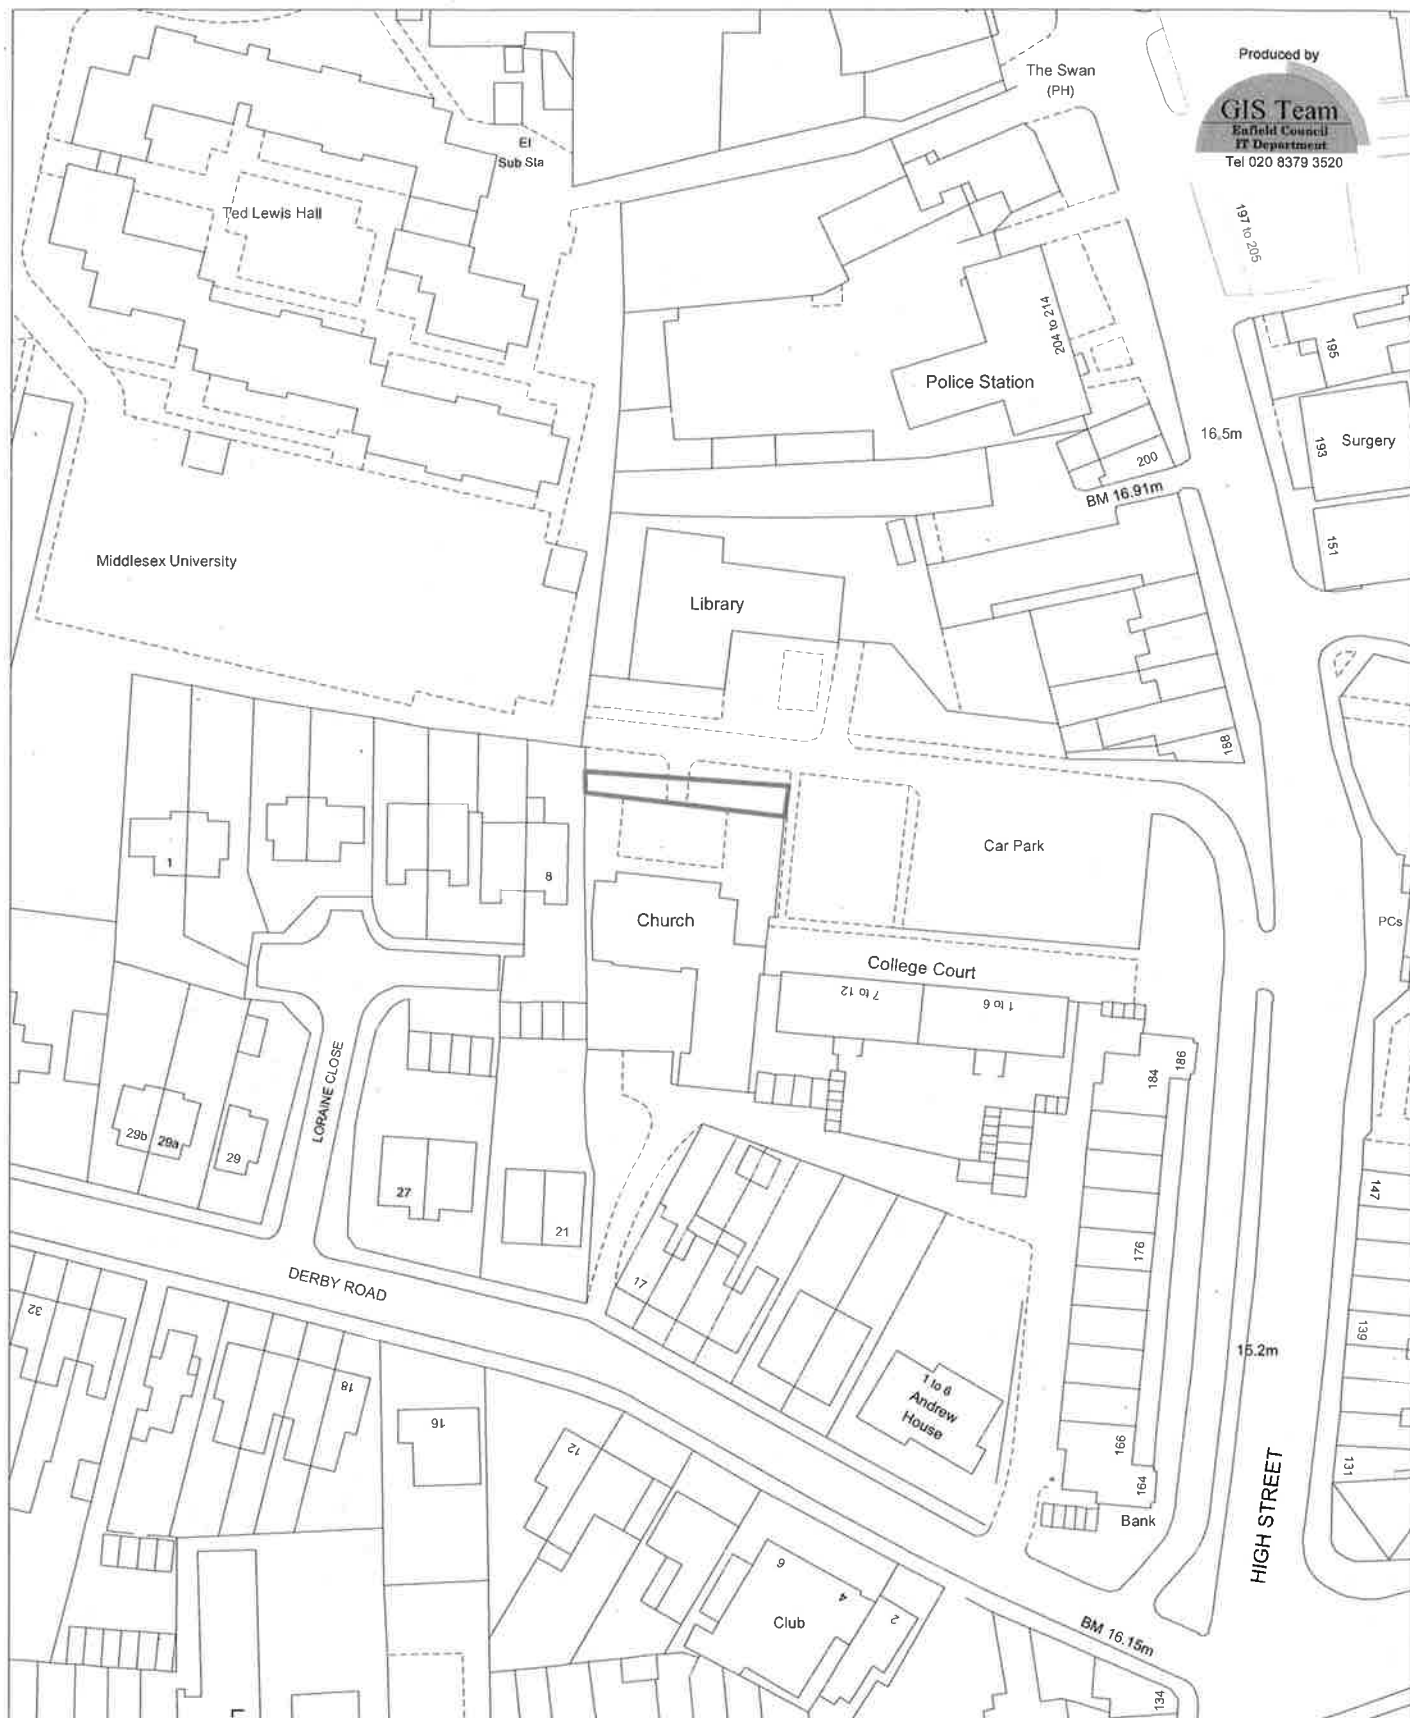 Produced by
GIS Team
Enfield Council
IT Department
Tel 020 8379 3520
The Swan
(PH)
El
Sub Sta
Ted Lewis Hall
197 to 205
204 to 214
195
Police Station
16.5m
193
Surgery
200
BM 16.91m
151
Middlesex University
Library
188
1
8
Car Park
Church
PCs
College Court
7 to 12
1 to 6
LORAINE CLOSE
184
186
29b
29a
29
27
21
147
176
17
DERBY ROAD
32
139
15.2m
18
1 to 6
Andrew
House
16
12
166
164
131
Bank
HIGH STREET
6
4
2
Club
BM 16.15m
134